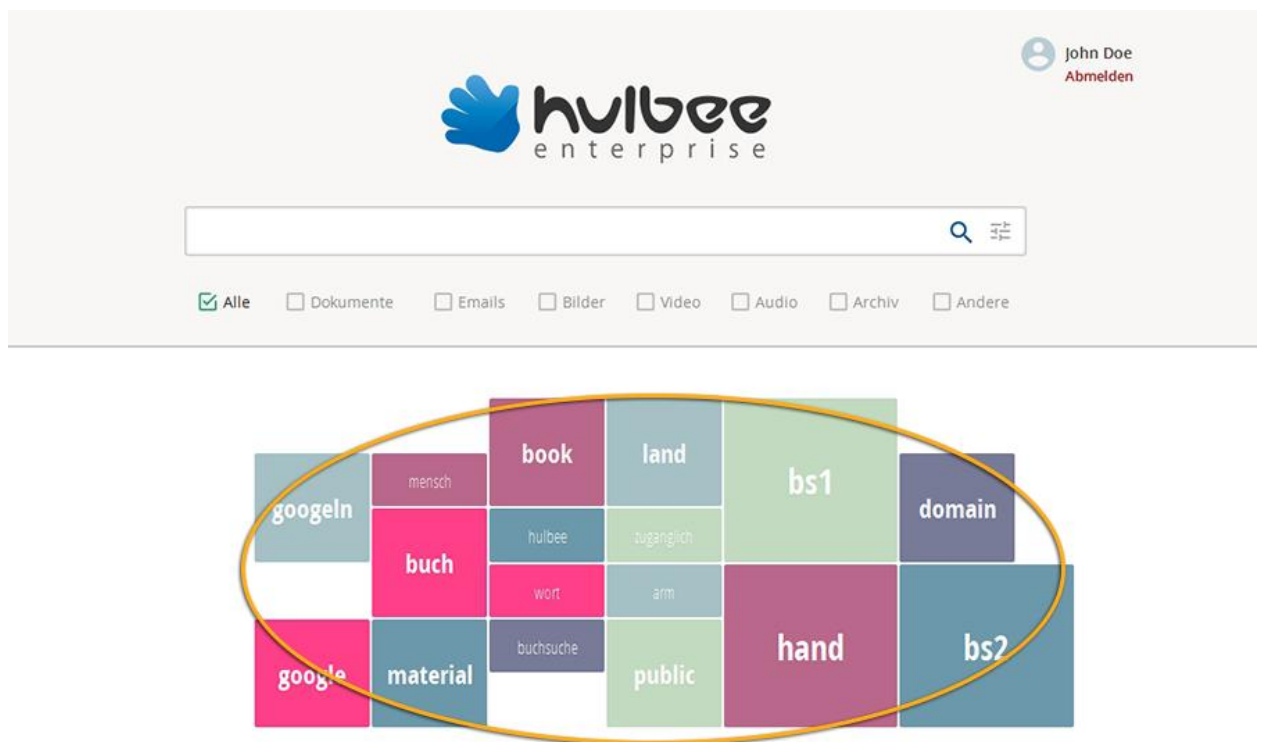 John Doe
Abmelden
hulbee
enterprise
Alle Dokumente Emails Bilder Video Audio Archiv Andere
book land bs1
googeln mensch domain
hulbee zugänglich
buch
wort arm
google material buchsuche public hand bs2